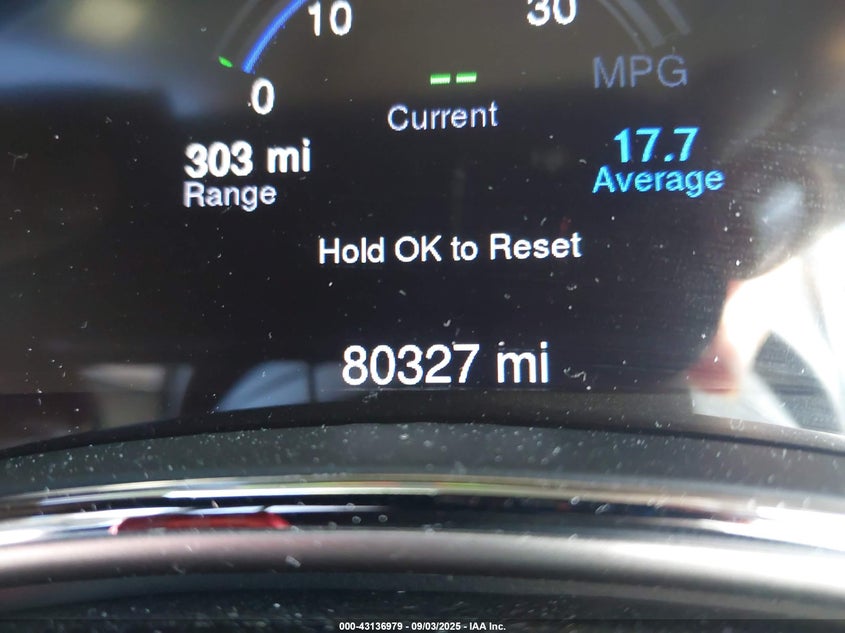 10 30
0 -- MPG
Current
303 mi 17.7
Range Average
Hold OK to Reset
80327 mi
000-43136979 - 09/03/2025 - IAA Inc.